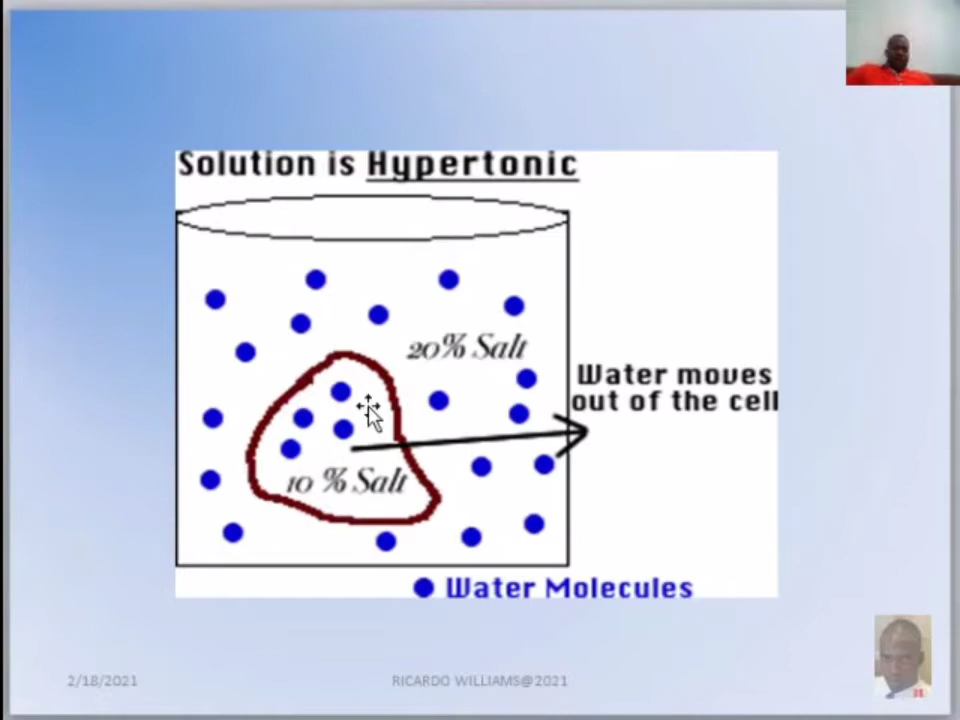 Solution is Hypertonic
20% Salt
Water moves
out of the cell
10 % Salt
Water Molecules
2/18/2021
RICARDO WILLIAMS@2021